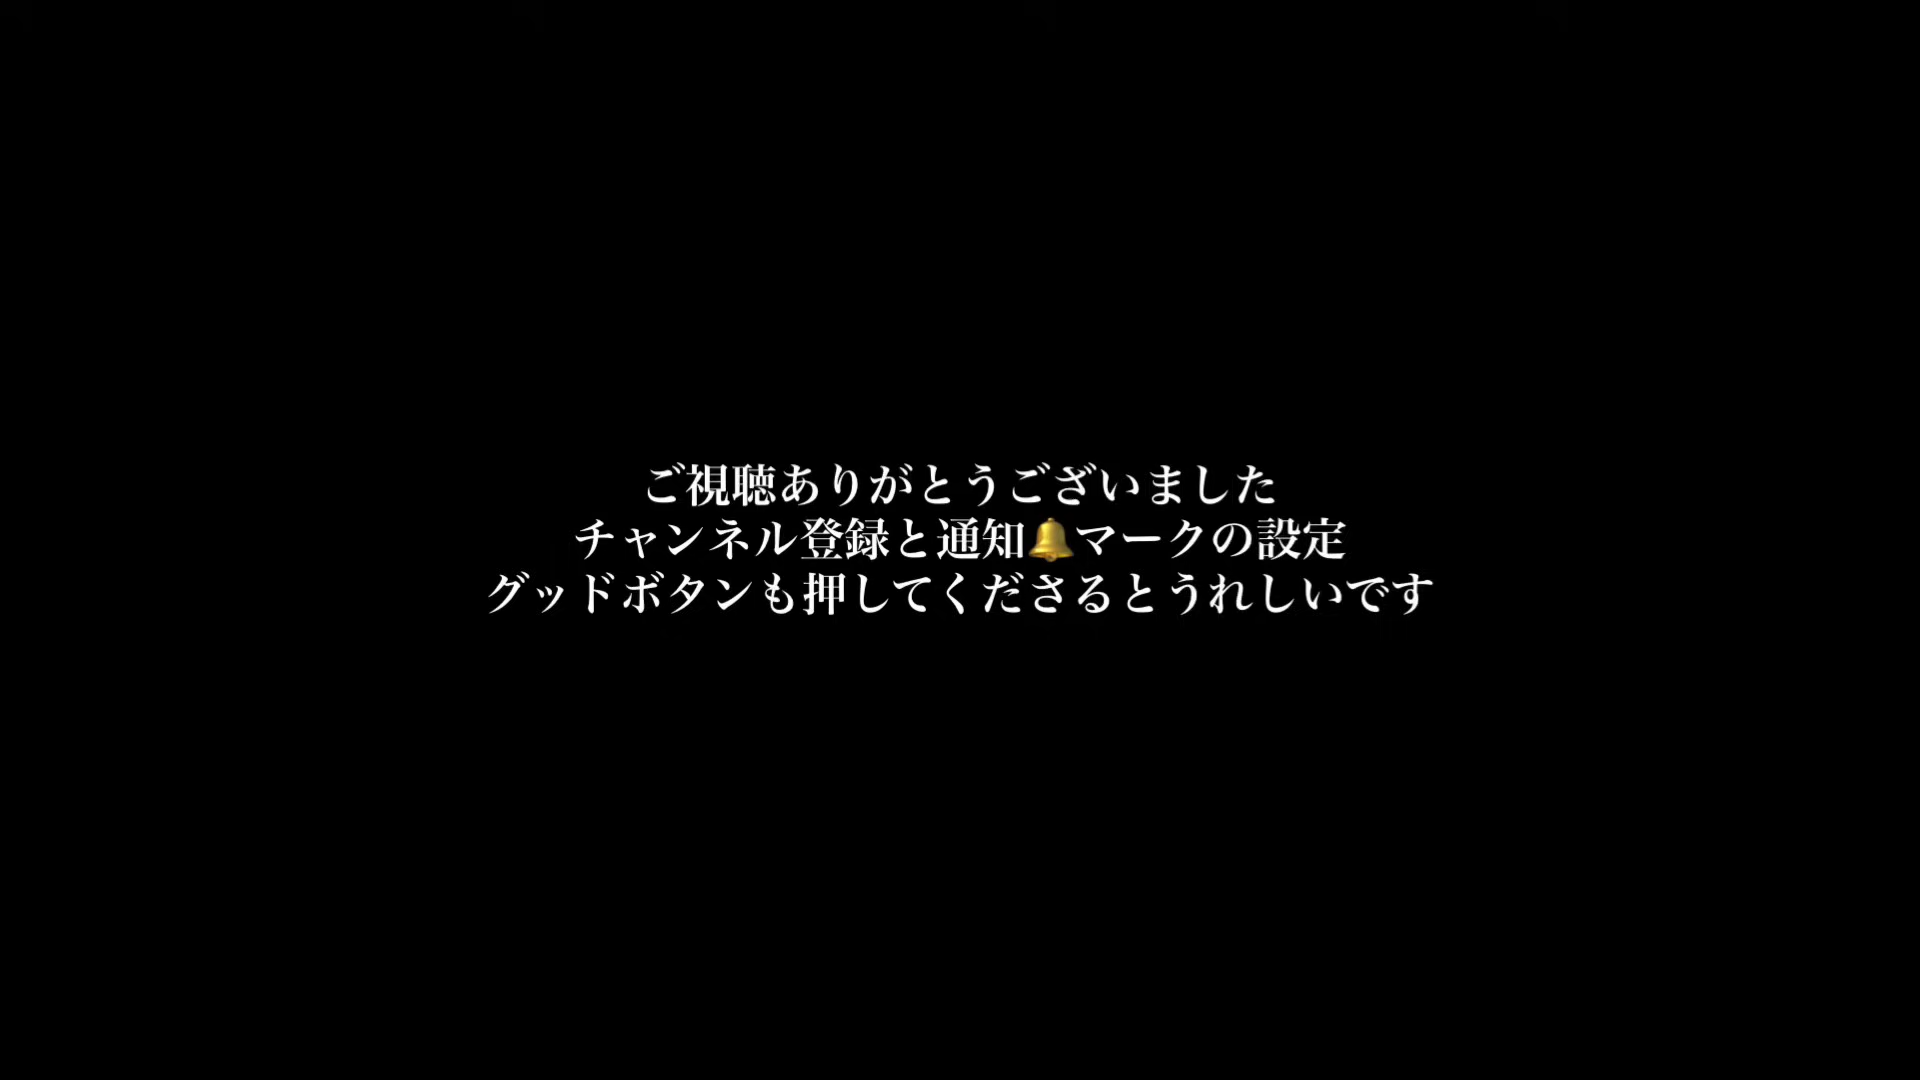 ご視聴ありがとうございました
チャンネル登録と通知🔔マークの設定
グッドボタンも押してくださるとうれしいです